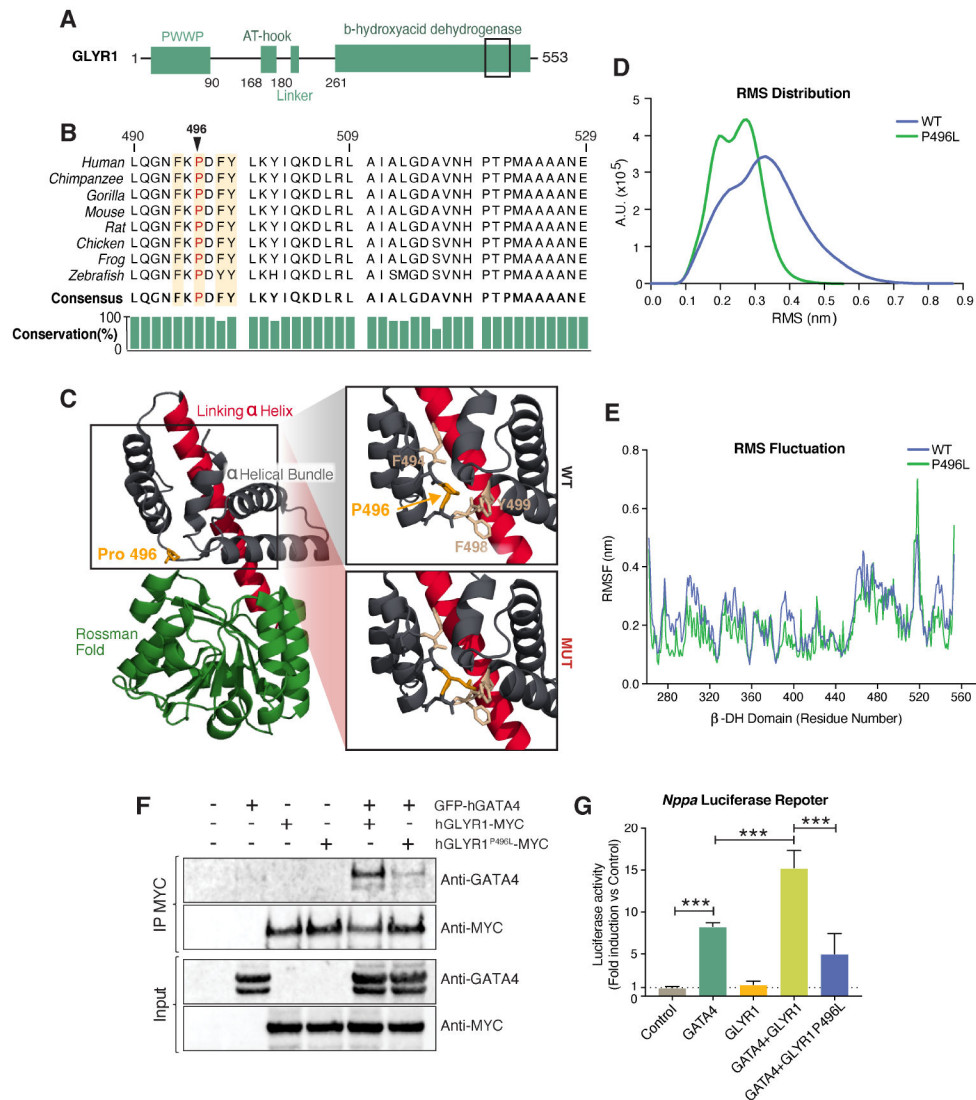 A
GLYR1 1 PWWP 90 168 AT-hook 180 Linker 261 b-hydroxyacid dehydrogenase 553
B
490 496 509 529
Human LQGNFKPDFY LKYIQKDLRL AIALGDAVNH PTPMAAAANE
Chimpanzee LQGNFKPDFY LKYIQKDLRL AIALGDAVNH PTPMAAAANE
Gorilla LQGNFKPDFY LKYIQKDLRL AIALGDAVNH PTPMAAAANE
Mouse LQGNFKPDFY LKYIQKDLRL AIALGDAVNH PTPMAAAANE
Rat LQGNFKPDFY LKYIQKDLRL AIALGDAVNH PTPMAAAANE
Chicken LQGNFKPDFY LKYIQKDLRL AIALGDSVNH PTPMAAAANE
Frog LQGNFKPDFY LKYIQKDLRL AIALGDSVNH PTPMAAAANE
Zebrafish LQGNFKPDYY LKHIQKDLRL AISMGDSVNH PTPMAAAANE
Consensus LQGNFKPDFY LKYIQKDLRL AIALGDAVNH PTPMAAAANE
100
Conservation(%)
0
C
Linking α Helix
α Helical Bundle
Pro 496
Rossman
Fold
F494
P496
Y499
F498
WT
MUT
D
RMS Distribution
WT
P496L
A.U. (x10⁵)
5
4
3
2
1
0
0.0 0.1 0.2 0.3 0.4 0.5 0.6 0.7 0.8 0.9
RMS (nm)
E
RMS Fluctuation
WT
P496L
RMSF (nm)
0.8
0.6
0.4
0.2
0.0
280 320 360 400 440 480 520 560
β-DH Domain (Residue Number)
F
- + - - + + GFP-hGATA4
- - + - + - hGLYR1-MYC
- - - + - + hGLYR1P496L-MYC
IP MYC
Anti-GATA4
Anti-MYC
Input
Anti-GATA4
Anti-MYC
G
Nppa Luciferase Repoter
Luciferase activity
(Fold induction vs Control)
20
15
10
5
1
0
***
***
***
Control
GATA4
GLYR1
GATA4+GLYR1
GATA4+GLYR1 P496L